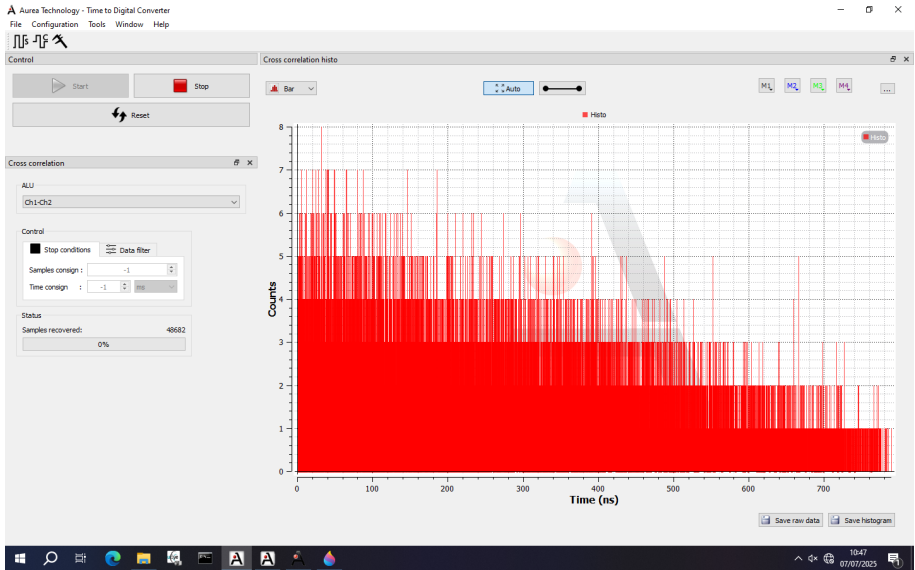 Aurea Technology - Time to Digital Converter
File Configuration Tools Window Help
Control
Cross correlation histo
Start
Stop
Reset
Bar
Auto
M1
M2
M3
M4
...
Histo
Histo
Cross correlation
ALU
Ch1-Ch2
Control
Stop conditions
Data filter
Samples consign : -1
Time consign : -1 ms
Status
Samples recovered: 48682
0%
Counts
8
7
6
5
4
3
2
1
0
0 100 200 300 400 500 600 700
Time (ns)
Save raw data
Save histogram
10:47
07/07/2025